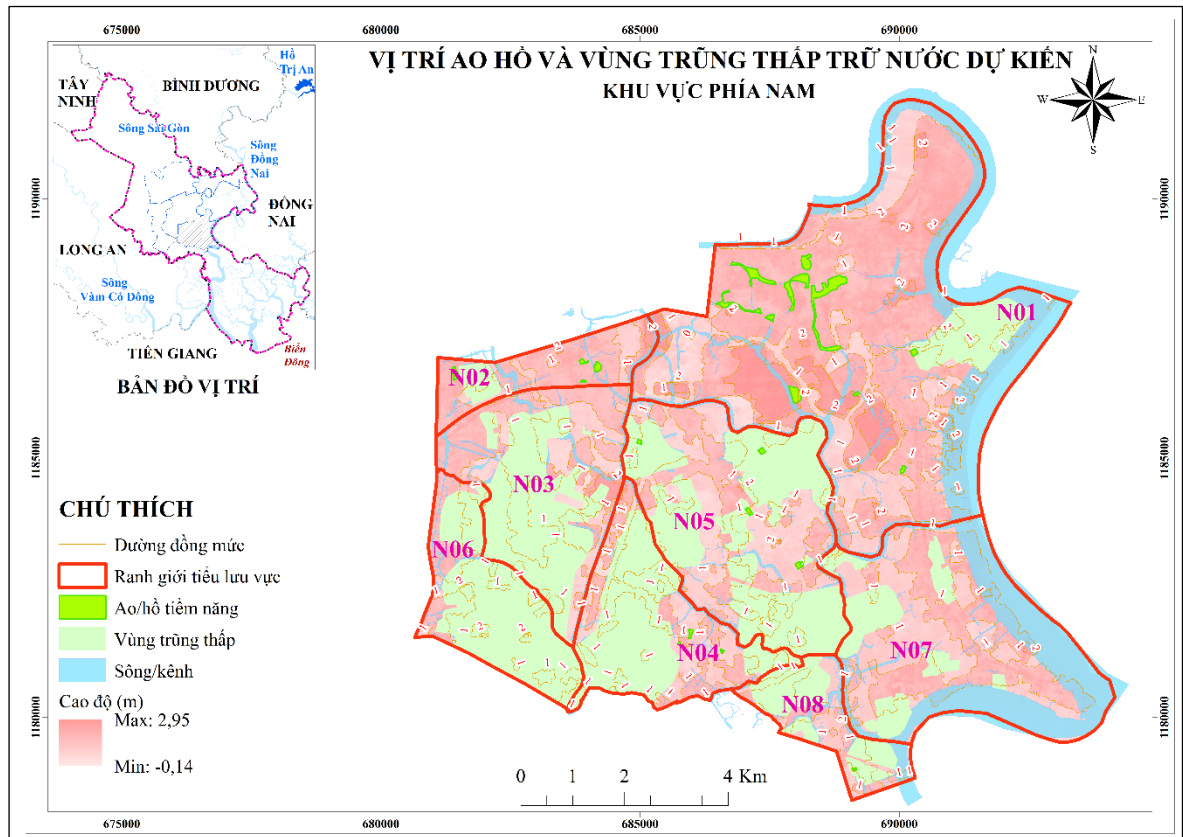 675000
680000
685000
690000
VỊ TRÍ AO HỒ VÀ VÙNG TRŨNG THẤP TRỮ NƯỚC DỰ KIẾN
KHU VỰC PHÍA NAM
N
W
E
S
Hồ
Trị An
TÂY
NINH
BÌNH DƯƠNG
Sông Sài Gòn
Sông
Đồng
Nai
ĐỒNG
NAI
LONG AN
Sông
Vàm Cỏ Đông
TIỀN GIANG
Biển
Đông
BẢN ĐỒ VỊ TRÍ
1190000
1190000
N01
N02
N03
N05
N06
N04
N07
N08
1185000
1185000
CHÚ THÍCH
Đường đồng mức
Ranh giới tiểu lưu vực
Ao/hồ tiềm năng
Vùng trũng thấp
Sông/kênh
Cao độ (m)
Max: 2,95
Min: -0,14
1180000
1180000
0 1 2 4 Km
675000
680000
685000
690000